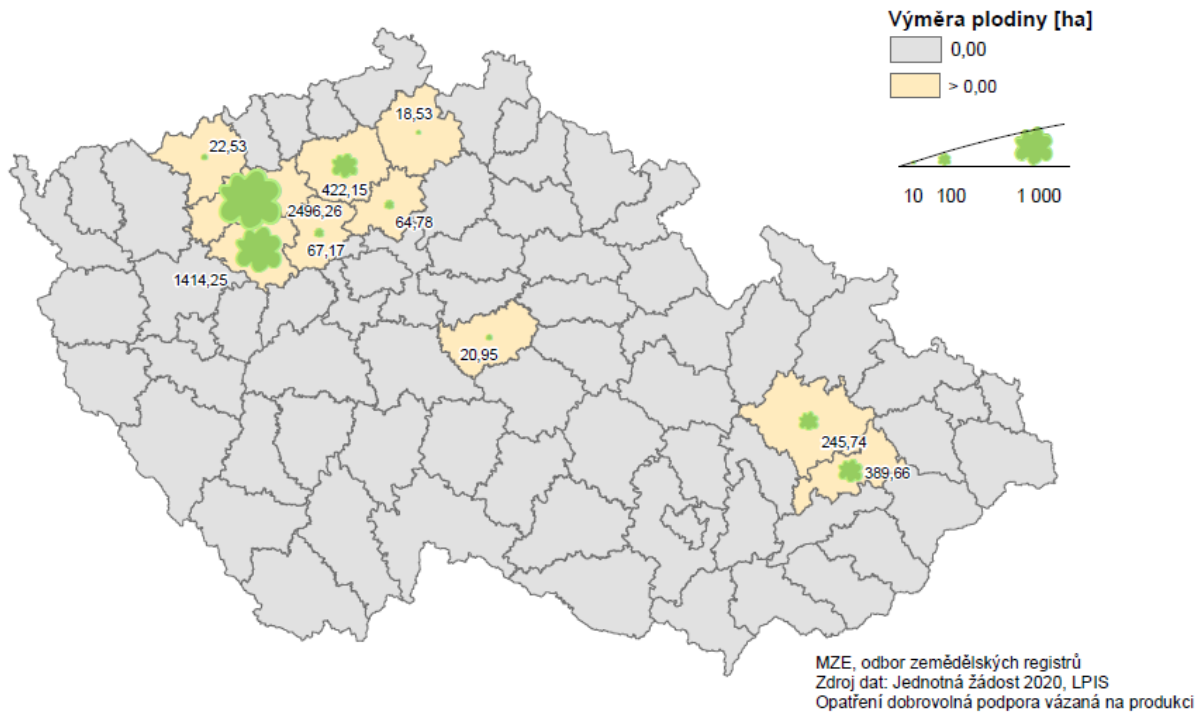 Výměra plodiny [ha]
0,00
> 0,00
10 100 1 000
18,53
22,53
422,15
2496,26
64,78
67,17
1414,25
20,95
245,74
389,66
MZE, odbor zemědělských registrů
Zdroj dat: Jednotná žádost 2020, LPIS
Opatření dobrovolná podpora vázaná na produkci